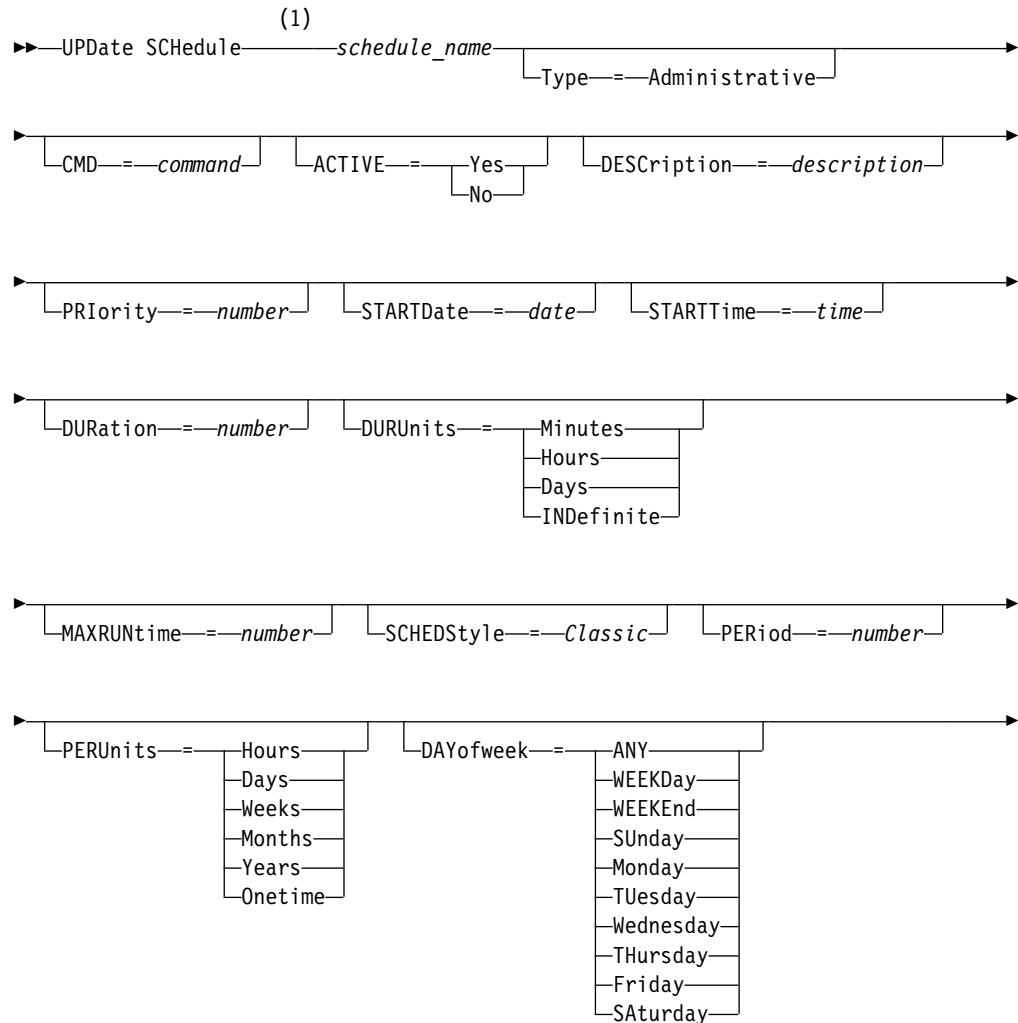 (1)
UPDate SCHedule schedule_name
Type = Administrative
CMD = command ACTIVE = Yes DESCription = description
No
PRIority = number STARTDate = date STARTTime = time
DURation = number DURUnits = Minutes
Hours
Days
INDefinite
MAXRUNtime = number SCHEDStyle = Classic PERiod = number
PERUnits = Hours DAYofweek = ANY
Days WEEKDay
Weeks WEEKEnd
Months SUnday
Years Monday
Onetime TUesday
Wednesday
THursday
Friday
SAturday